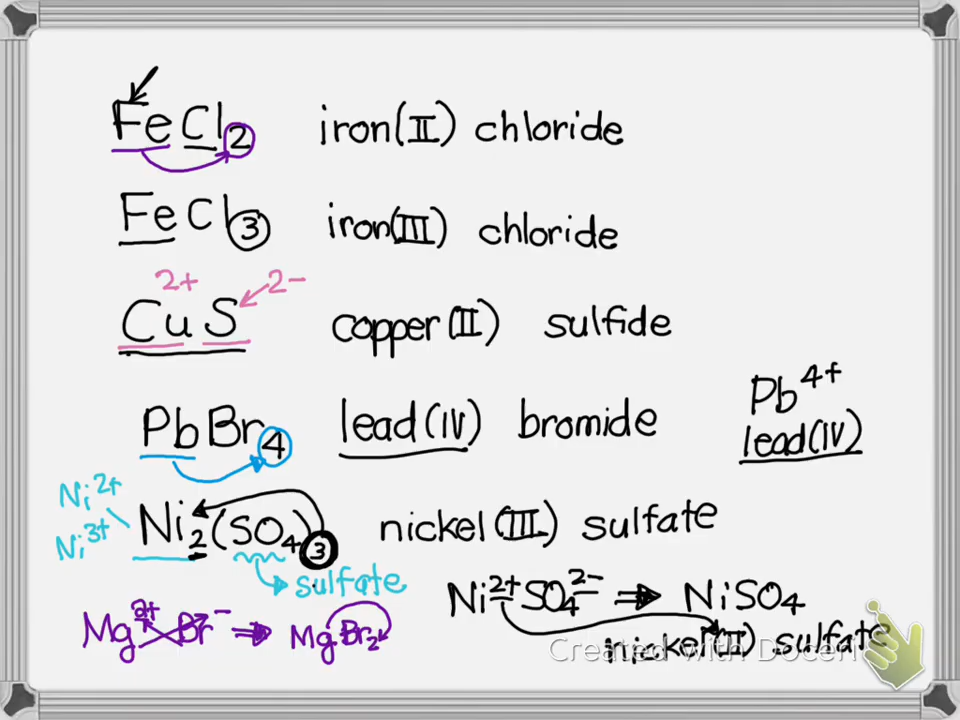 FeCl2 iron(II) chloride
FeCl3 iron(III) chloride
2+ 2-
CuS copper(II) sulfide
Pb4+
PbBr4 lead(IV) bromide lead(IV)
Ni2+
Ni3+ Ni2(SO4)3 nickel(III) sulfate
sulfate
Ni2+SO42- ⇒ NiSO4
Mg2+ Br- ⇒ MgBr2 nickel(II) sulfate
Created with Doceri